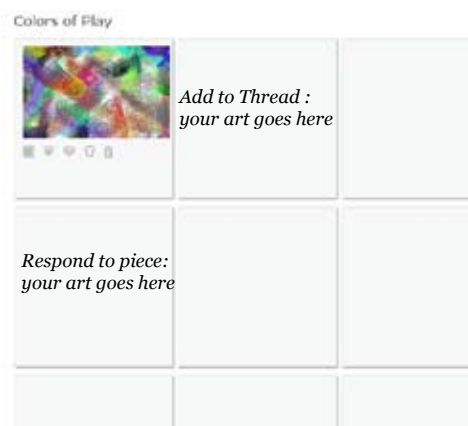 Colors of Play
Add to Thread :
your art goes here
Respond to piece:
your art goes here